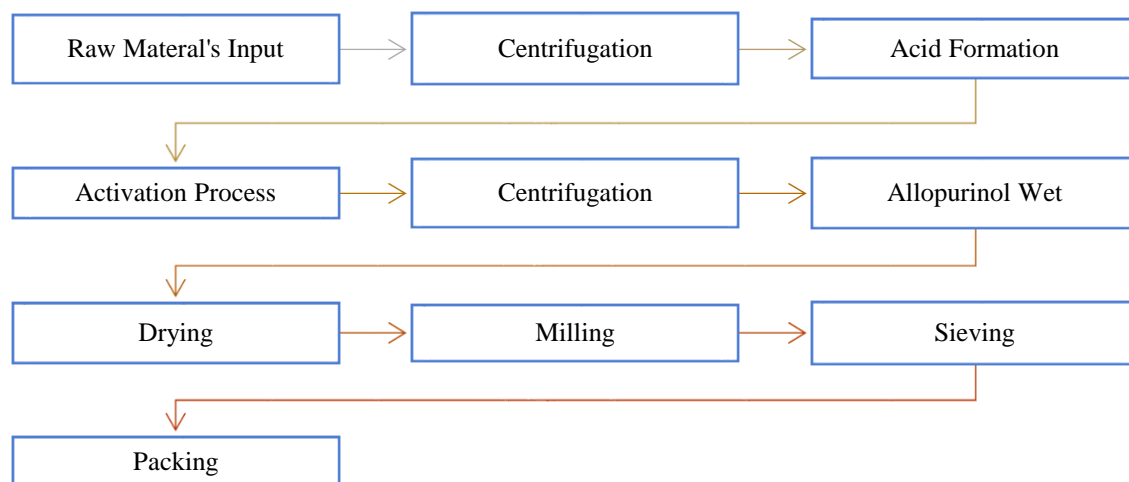 Raw Materal's Input
Centrifugation
Acid Formation
Activation Process
Centrifugation
Allopurinol Wet
Drying
Milling
Sieving
Packing